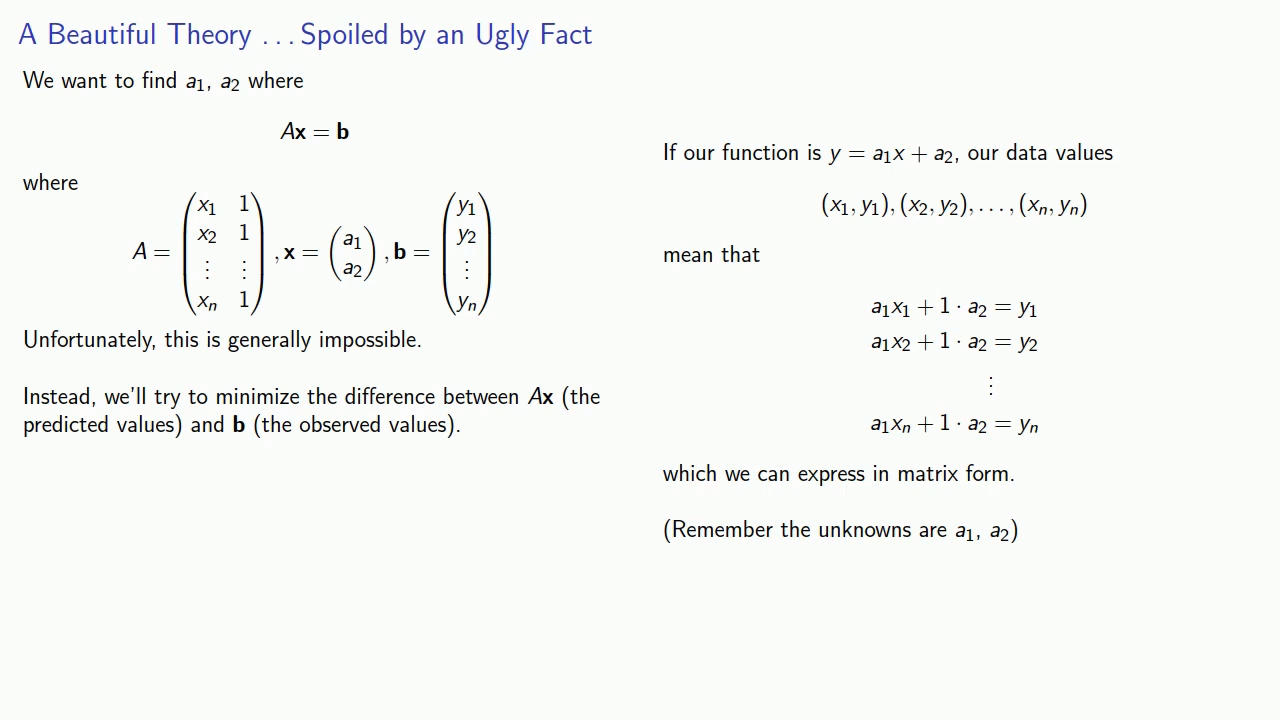 A Beautiful Theory ... Spoiled by an Ugly Fact
We want to find a₁, a₂ where
Ax = b
where
A = ( x₁ 1 x₂ 1 ⋮ ⋮ xₙ 1 ), x = ( a₁ a₂ ), b = ( y₁ y₂ ⋮ yₙ )
Unfortunately, this is generally impossible.
Instead, we'll try to minimize the difference between Ax (the
predicted values) and b (the observed values).
If our function is y = a₁x + a₂, our data values
(x₁, y₁), (x₂, y₂), ..., (xₙ, yₙ)
mean that
a₁x₁ + 1 · a₂ = y₁
a₁x₂ + 1 · a₂ = y₂
⋮
a₁xₙ + 1 · a₂ = yₙ
which we can express in matrix form.
(Remember the unknowns are a₁, a₂)